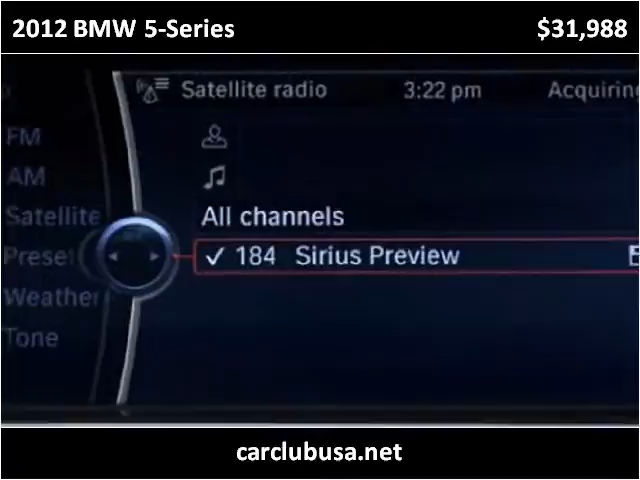 2012 BMW 5-Series $31,988
Satellite radio 3:22 pm
FM
AM
Satellite
All channels
✓ 184 Sirius Preview
Weather
Tone
carclubusa.net